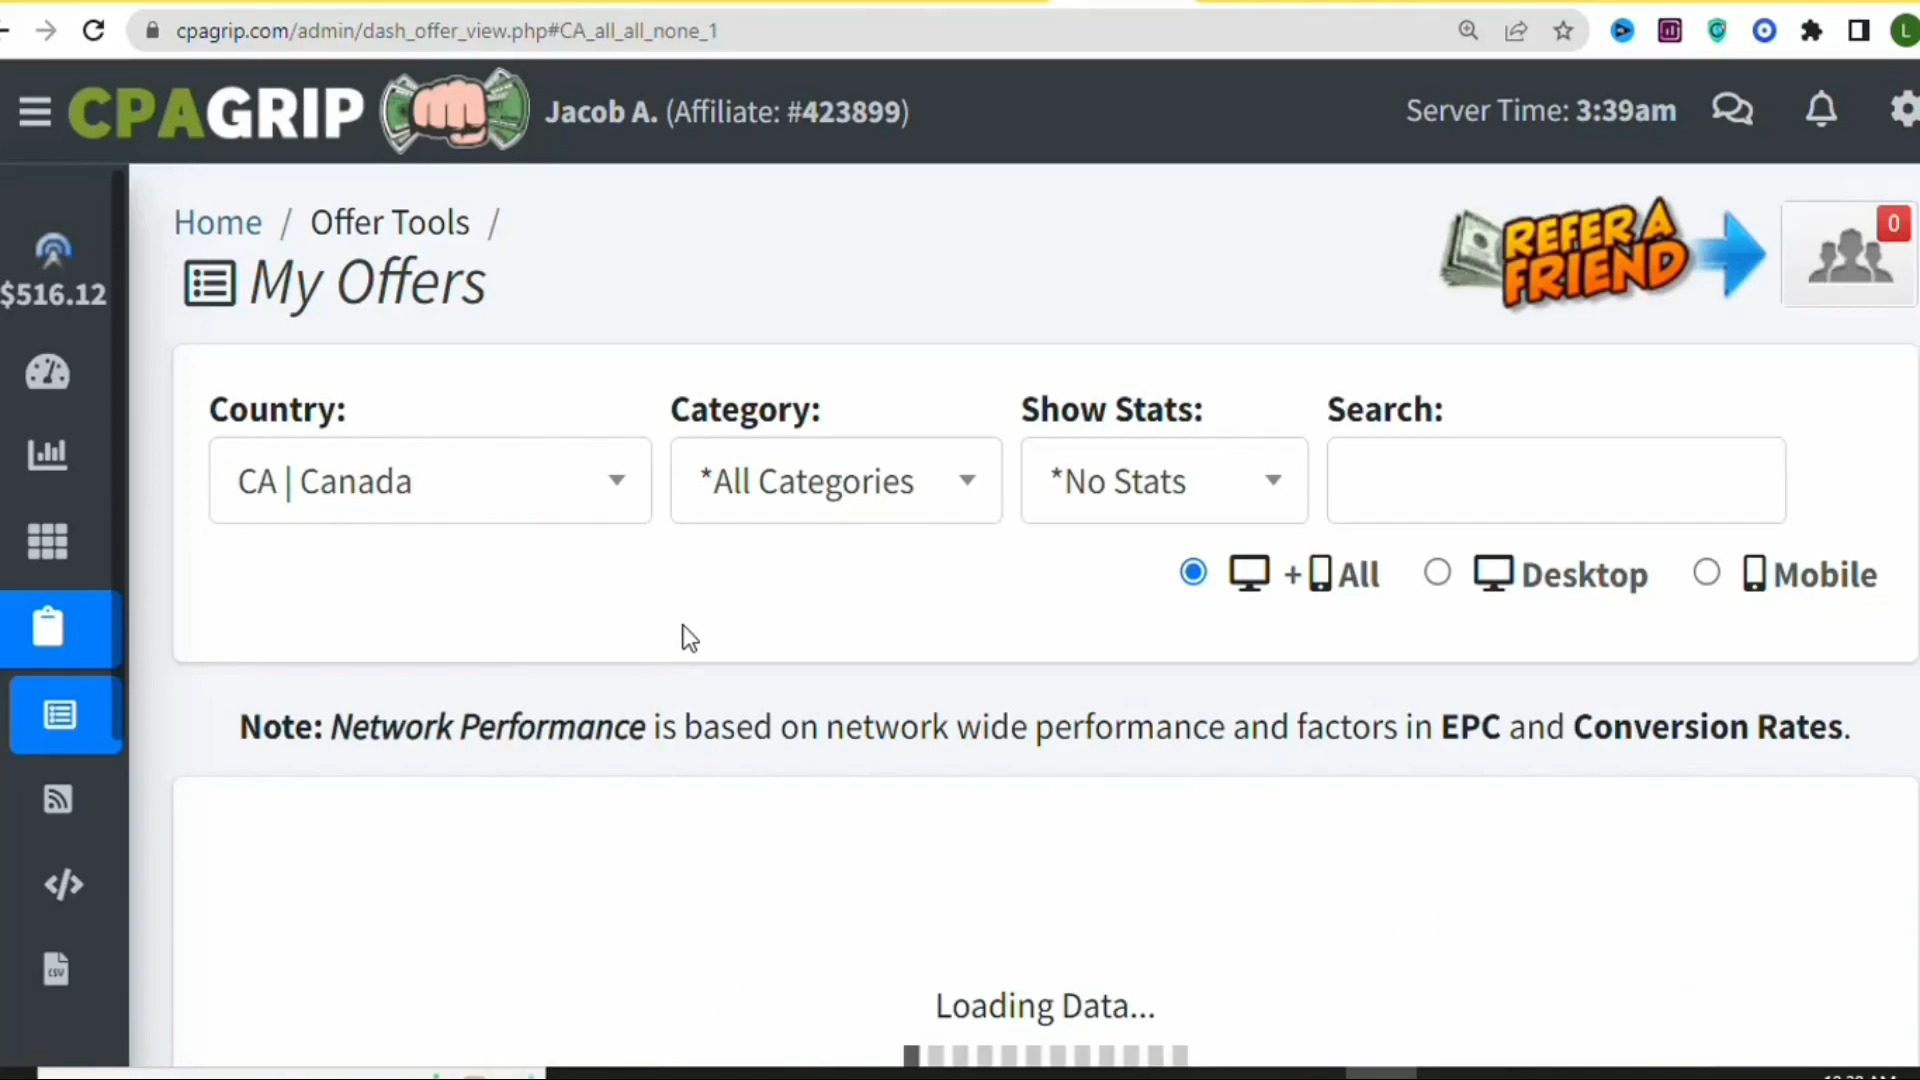 cpagrip.com/admin/dash_offer_view.php#CA_all_all_none_1
L
CPAGRIP Jacob A. (Affiliate: #423899) Server Time: 3:39am
Home / Offer Tools /
My Offers
REFER A FRIEND
0
$516.12
Country: Category: Show Stats: Search:
CA | Canada *All Categories *No Stats
+ All Desktop Mobile
Note: Network Performance is based on network wide performance and factors in EPC and Conversion Rates.
CSV
Loading Data...